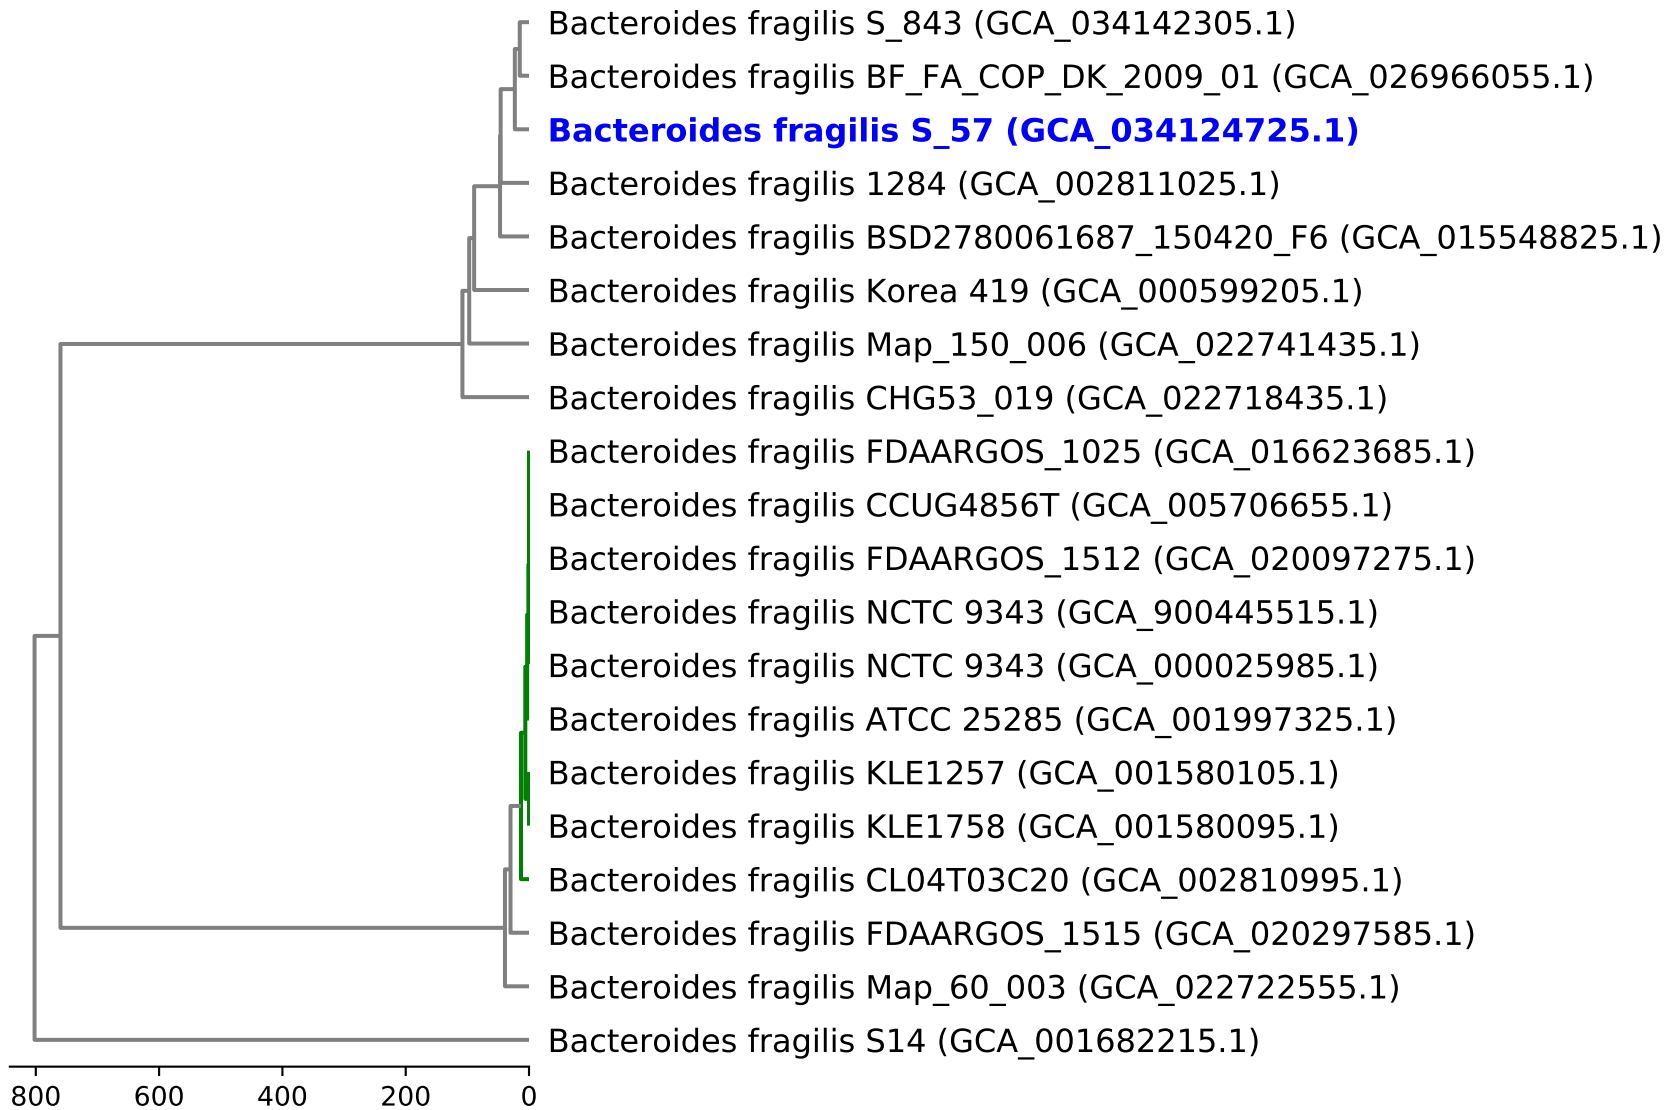 Bacteroides fragilis S_843 (GCA_034142305.1)
Bacteroides fragilis BF_FA_COP_DK_2009_01 (GCA_026966055.1)
Bacteroides fragilis S_57 (GCA_034124725.1)
Bacteroides fragilis 1284 (GCA_002811025.1)
Bacteroides fragilis BSD2780061687_150420_F6 (GCA_015548825.1)
Bacteroides fragilis Korea 419 (GCA_000599205.1)
Bacteroides fragilis Map_150_006 (GCA_022741435.1)
Bacteroides fragilis CHG53_019 (GCA_022718435.1)
Bacteroides fragilis FDAARGOS_1025 (GCA_016623685.1)
Bacteroides fragilis CCUG4856T (GCA_005706655.1)
Bacteroides fragilis FDAARGOS_1512 (GCA_020097275.1)
Bacteroides fragilis NCTC 9343 (GCA_900445515.1)
Bacteroides fragilis NCTC 9343 (GCA_000025985.1)
Bacteroides fragilis ATCC 25285 (GCA_001997325.1)
Bacteroides fragilis KLE1257 (GCA_001580105.1)
Bacteroides fragilis KLE1758 (GCA_001580095.1)
Bacteroides fragilis CL04T03C20 (GCA_002810995.1)
Bacteroides fragilis FDAARGOS_1515 (GCA_020297585.1)
Bacteroides fragilis Map_60_003 (GCA_022722555.1)
Bacteroides fragilis S14 (GCA_001682215.1)
800 600 400 200 0